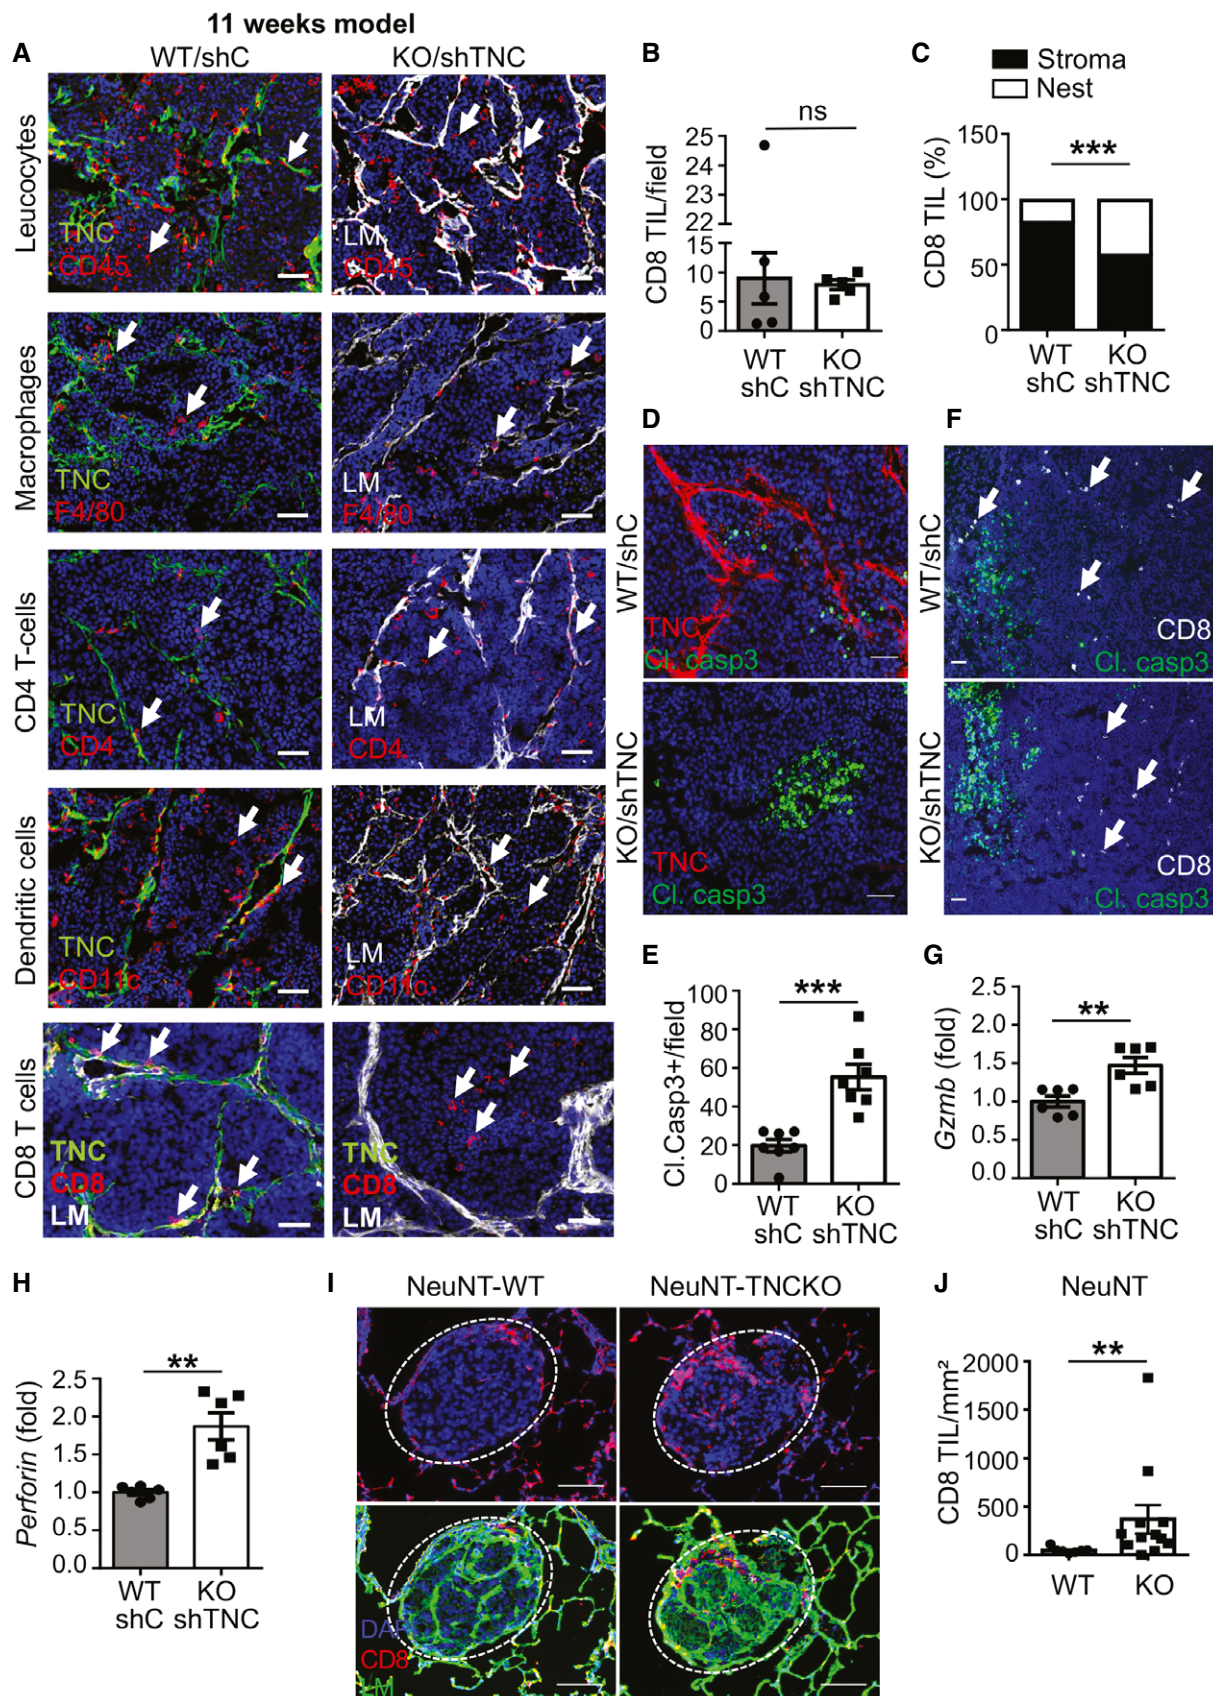 11 weeks model
A
WT/shC
KO/shTNC
Leucocytes
TNC
CD45
LM
CD45
Macrophages
TNC
F4/80
LM
F4/80
CD4 T-cells
TNC
CD4
LM
CD4
Dendritic cells
TNC
CD11c
LM
CD11c
CD8 T cells
TNC
CD8
LM
TNC
CD8
LM
B
ns
CD8 TIL/field
25
24
23
22
15
10
5
0
WT
shC
KO
shTNC
C
Stroma
Nest
***
CD8 TIL (%)
150
100
50
0
WT
shC
KO
shTNC
D
WT/shC
TNC
Cl. casp3
KO/shTNC
TNC
Cl. casp3
F
WT/shC
CD8
Cl. casp3
KO/shTNC
CD8
Cl. casp3
E
***
Cl.Casp3+/field
100
80
60
40
20
0
WT
shC
KO
shTNC
G
**
Gzmb (fold)
2.5
2.0
1.5
1.0
0.5
0.0
WT
shC
KO
shTNC
H
**
Perforin (fold)
2.5
2.0
1.5
1.0
0.5
0.0
WT
shC
KO
shTNC
I
NeuNT-WT
NeuNT-TNCKO
DAPI
CD8
LM
J
NeuNT
**
CD8 TIL/mm²
2000
1500
1000
500
0
WT
KO